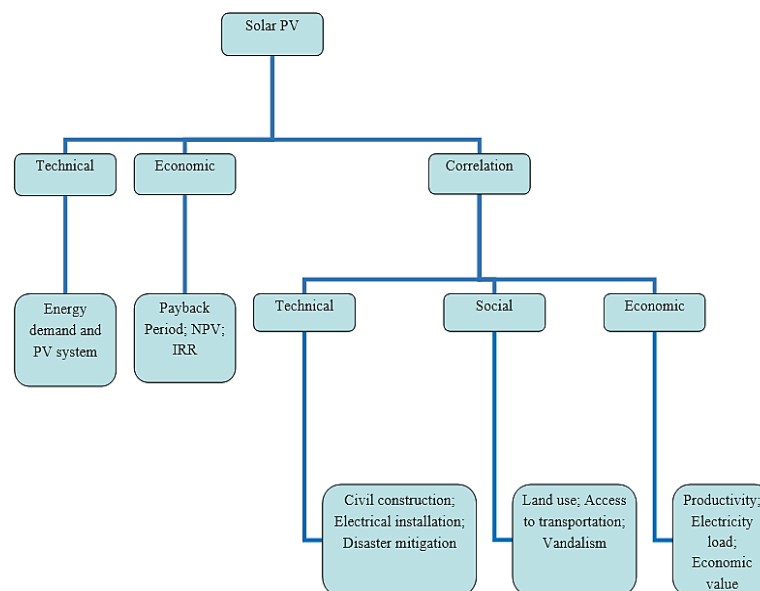 Solar PV
Technical
Economic
Correlation
Energy
demand and
PV system
Payback
Period; NPV;
IRR
Technical
Social
Economic
Civil construction;
Electrical installation;
Disaster mitigation
Land use; Access
to transportation;
Vandalism
Productivity;
Electricity
load;
Economic
value